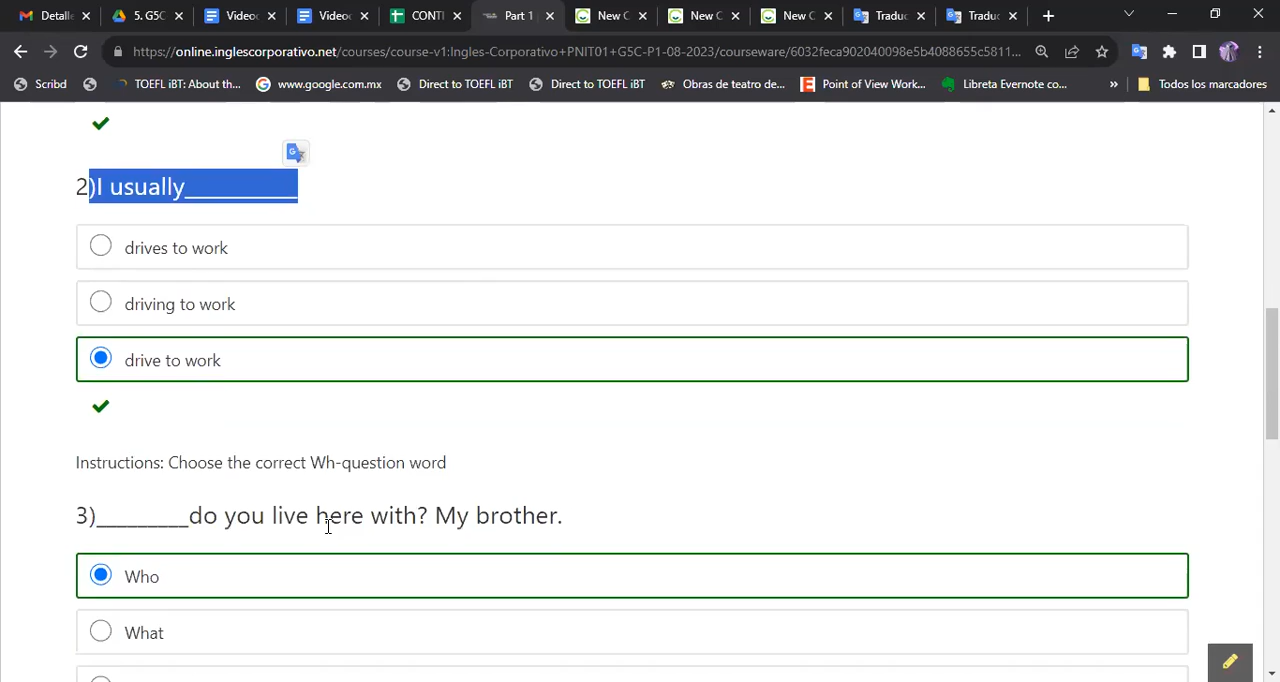 Detalle
5. G5C
Video
Video
CONTI
Part 1
New C
New C
New C
Traduc
Traduc
https://online.inglescorporativo.net/courses/course-v1:Ingles-Corporativo+PNIT01+G5C-P1-08-2023/courseware/6032feca902040098e5b4088655c5811...
Scribd
TOEFL iBT: About th...
www.google.com.mx
Direct to TOEFL iBT
Direct to TOEFL iBT
Obras de teatro de...
Point of View Work...
Libreta Evernote co...
»
Todos los marcadores
2)I usually__________
drives to work
driving to work
drive to work
Instructions: Choose the correct Wh-question word
3)________do you live here with? My brother.
Who
What